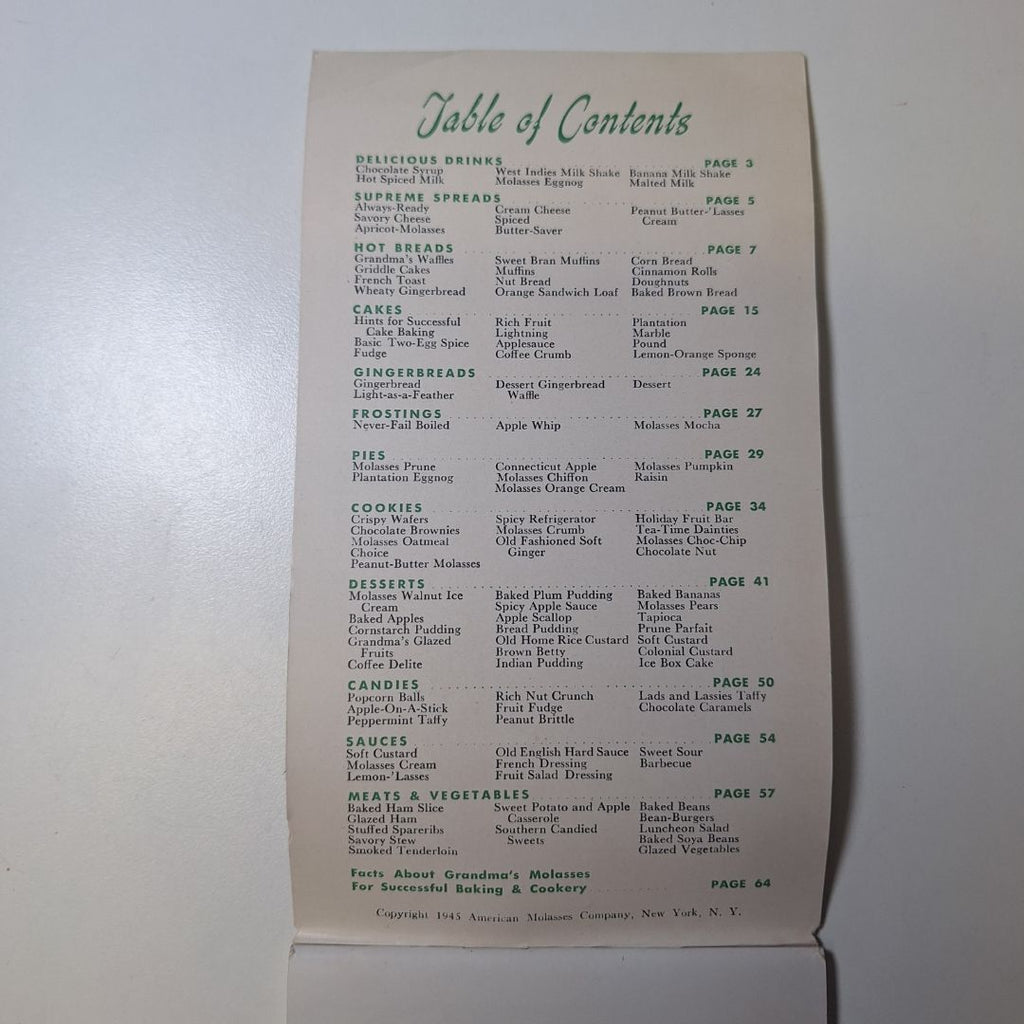 Table of Contents
DELICIOUS DRINKS PAGE 3
Chocolate Syrup West Indies Milk Shake Banana Milk Shake
Hot Spiced Milk Molasses Eggnog Malted Milk
SUPREME SPREADS PAGE 5
Always-Ready Cream Cheese Peanut Butter-'Lasses
Savory Cheese Spiced Cream
Apricot-Molasses Butter-Saver
HOT BREADS PAGE 7
Grandma's Waffles Sweet Bran Muffins Corn Bread
Griddle Cakes Muffins Cinnamon Rolls
French Toast Nut Bread Doughnuts
Wheaty Gingerbread Orange Sandwich Loaf Baked Brown Bread
CAKES PAGE 15
Hints for Successful Rich Fruit Plantation
Cake Baking Lightning Marble
Basic Two-Egg Spice Applesauce Pound
Fudge Coffee Crumb Lemon-Orange Sponge
GINGERBREADS PAGE 24
Gingerbread Dessert Gingerbread Dessert
Light-as-a-Feather Waffle
FROSTINGS PAGE 27
Never-Fail Boiled Apple Whip Molasses Mocha
PIES PAGE 29
Molasses Prune Connecticut Apple Molasses Pumpkin
Plantation Eggnog Molasses Chiffon Raisin
Molasses Orange Cream
COOKIES PAGE 34
Crispy Wafers Spicy Refrigerator Holiday Fruit Bar
Chocolate Brownies Molasses Crumb Tea-Time Dainties
Molasses Oatmeal Old Fashioned Soft Molasses Choc-Chip
Choice Ginger Chocolate Nut
Peanut-Butter Molasses
DESSERTS PAGE 41
Molasses Walnut Ice Baked Plum Pudding Baked Bananas
Cream Spicy Apple Sauce Molasses Pears
Baked Apples Apple Scallop Tapioca
Cornstarch Pudding Bread Pudding Prune Parfait
Grandma's Glazed Old Home Rice Custard Soft Custard
Fruits Brown Betty Colonial Custard
Coffee Delite Indian Pudding Ice Box Cake
CANDIES PAGE 50
Popcorn Balls Rich Nut Crunch Lads and Lassies Taffy
Apple-On-A-Stick Fruit Fudge Chocolate Caramels
Peppermint Taffy Peanut Brittle
SAUCES PAGE 54
Soft Custard Old English Hard Sauce Sweet Sour
Molasses Cream French Dressing Barbecue
Lemon-'Lasses Fruit Salad Dressing
MEATS & VEGETABLES PAGE 57
Baked Ham Slice Sweet Potato and Apple Baked Beans
Glazed Ham Casserole Bean-Burgers
Stuffed Spareribs Southern Candied Luncheon Salad
Savory Stew Sweets Baked Soya Beans
Smoked Tenderloin Glazed Vegetables
Facts About Grandma's Molasses
For Successful Baking & Cookery PAGE 64
Copyright 1945 American Molasses Company, New York, N. Y.